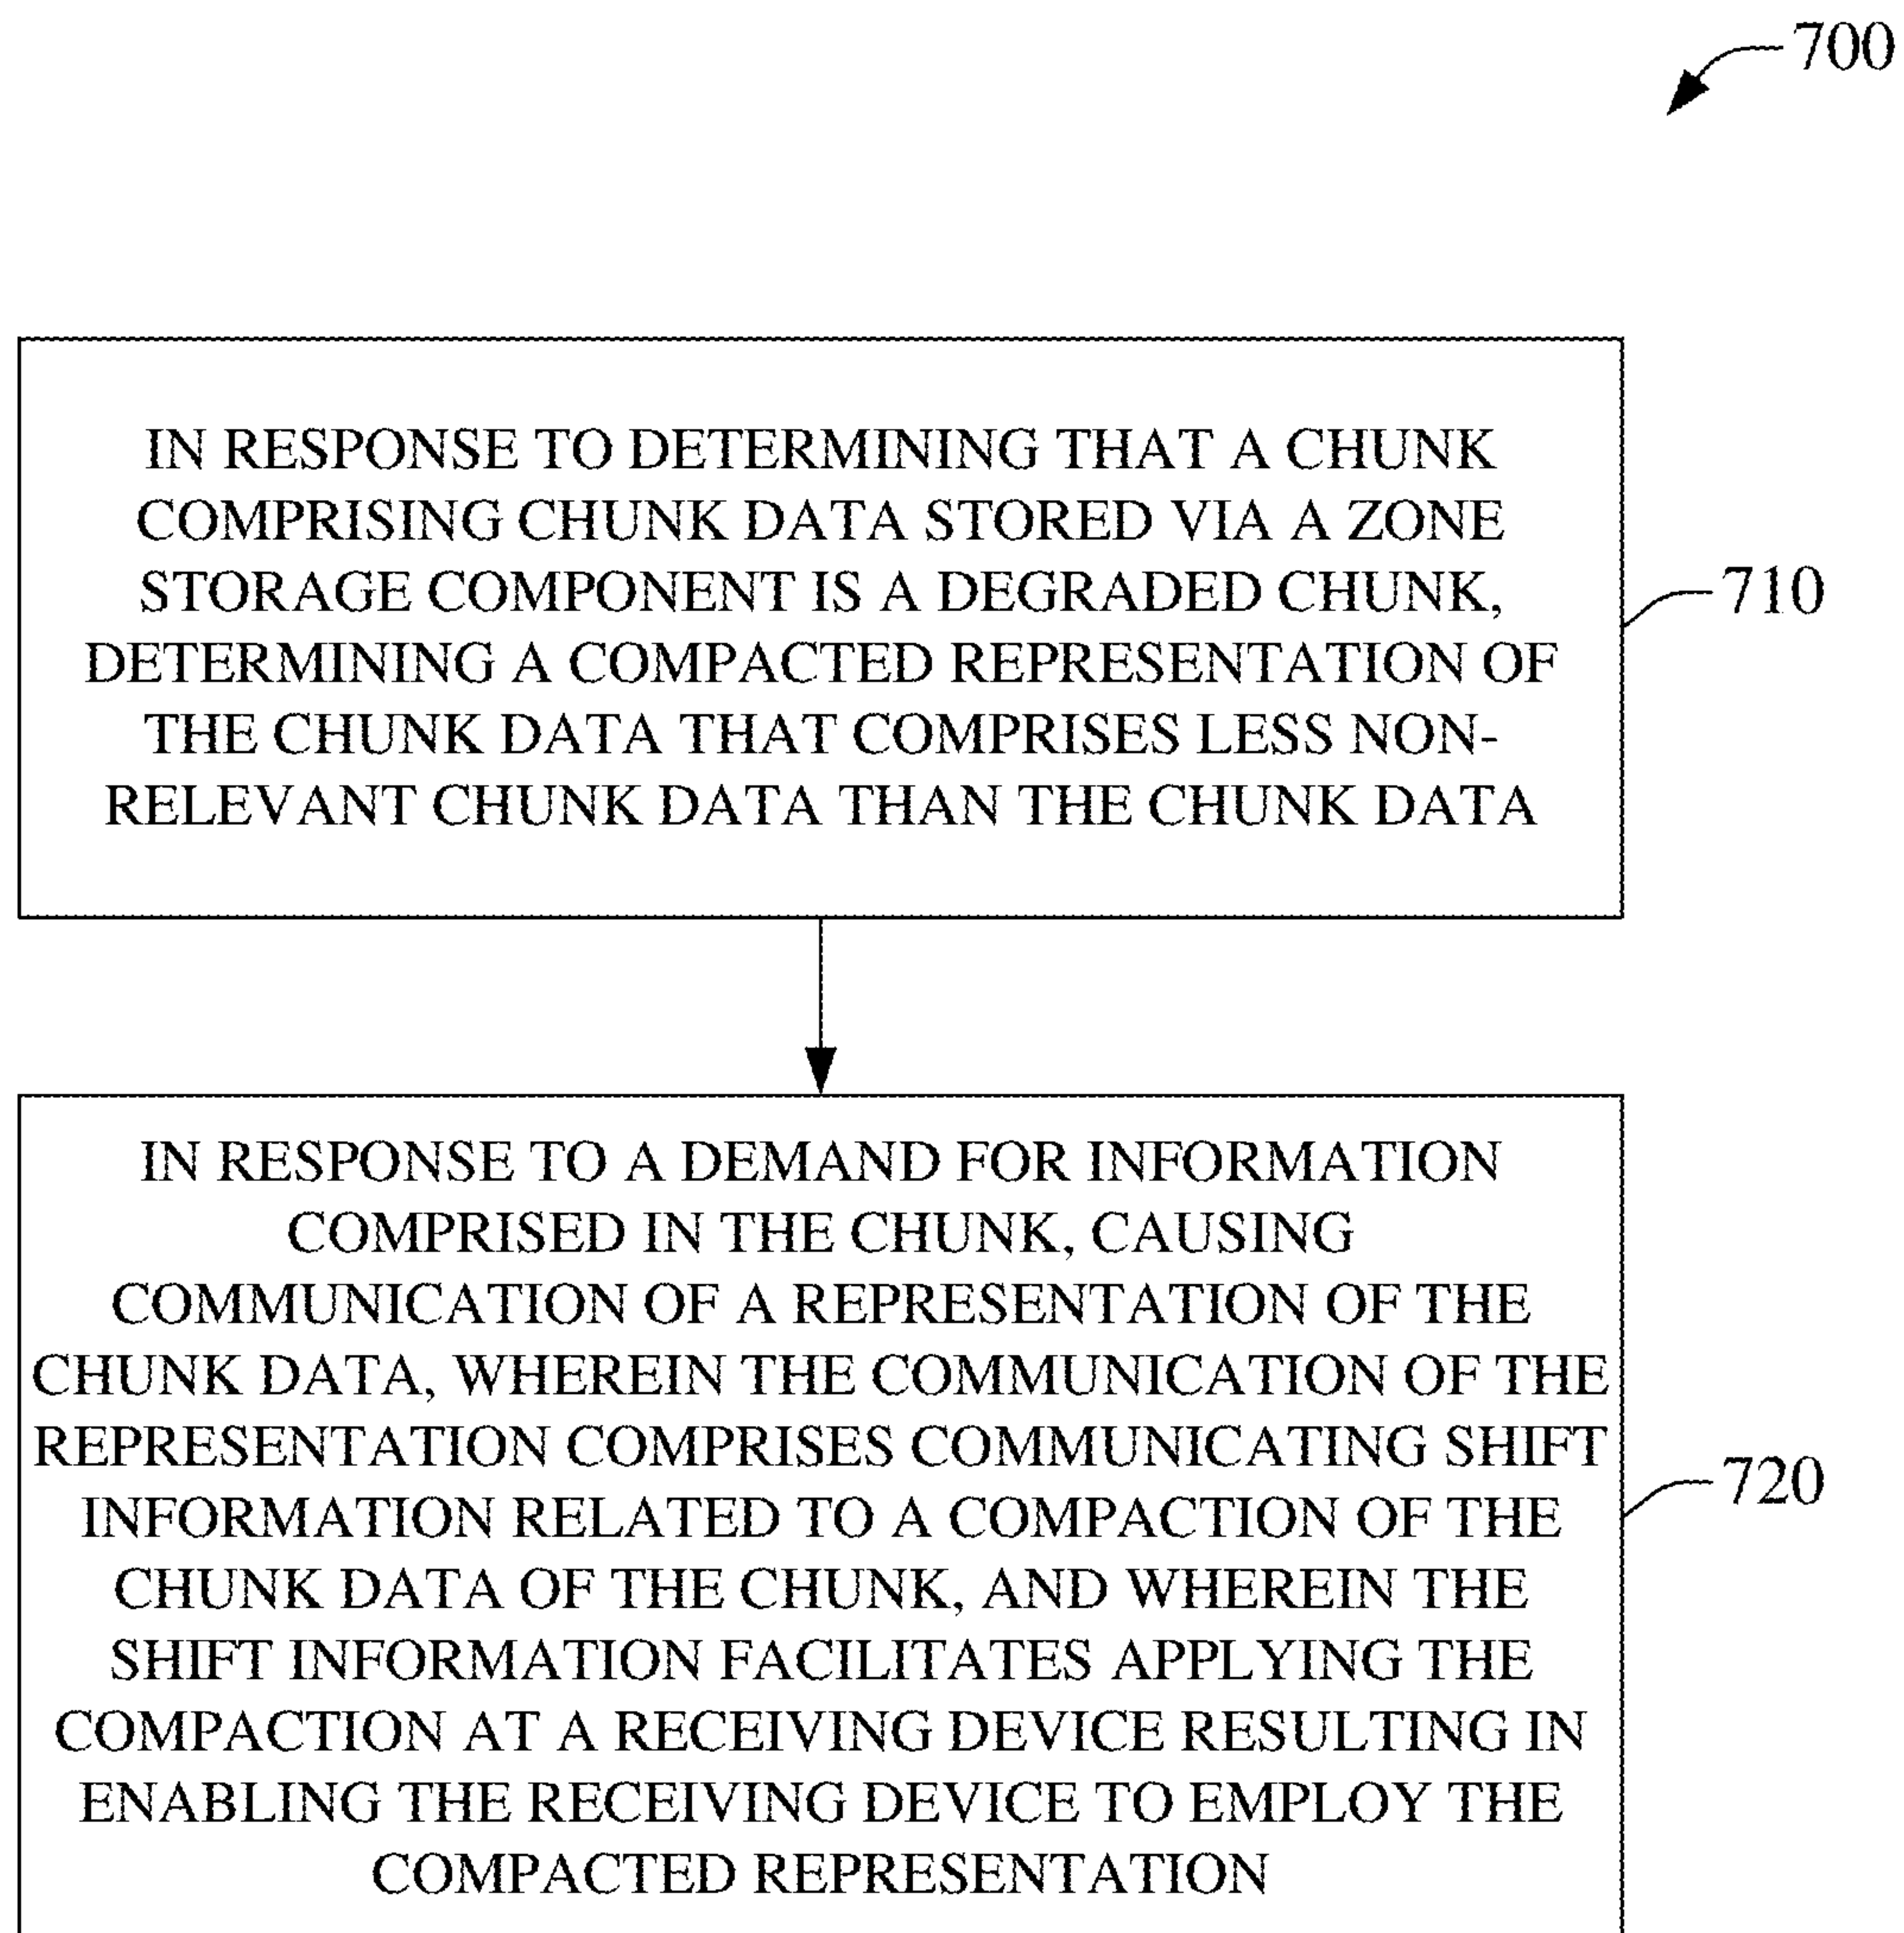 700
IN RESPONSE TO DETERMINING THAT A CHUNK
COMPRISING CHUNK DATA STORED VIA A ZONE
STORAGE COMPONENT IS A DEGRADED CHUNK,
DETERMINING A COMPACTED REPRESENTATION OF
THE CHUNK DATA THAT COMPRISES LESS NON-
RELEVANT CHUNK DATA THAN THE CHUNK DATA
710
IN RESPONSE TO A DEMAND FOR INFORMATION
COMPRISED IN THE CHUNK, CAUSING
COMMUNICATION OF A REPRESENTATION OF THE
CHUNK DATA, WHEREIN THE COMMUNICATION OF THE
REPRESENTATION COMPRISES COMMUNICATING SHIFT
INFORMATION RELATED TO A COMPACTION OF THE
CHUNK DATA OF THE CHUNK, AND WHEREIN THE
SHIFT INFORMATION FACILITATES APPLYING THE
COMPACTION AT A RECEIVING DEVICE RESULTING IN
ENABLING THE RECEIVING DEVICE TO EMPLOY THE
COMPACTED REPRESENTATION
720